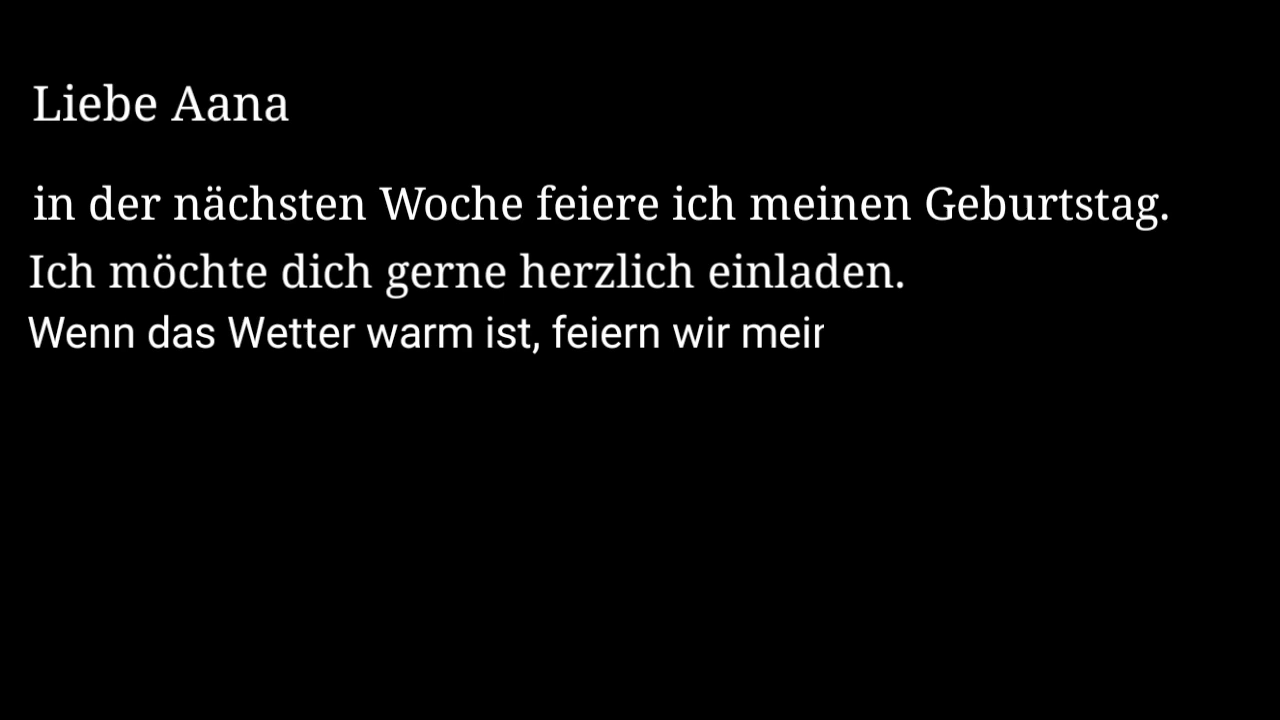 Liebe Aana
in der nächsten Woche feiere ich meinen Geburtstag.
Ich möchte dich gerne herzlich einladen.
Wenn das Wetter warm ist, feiern wir